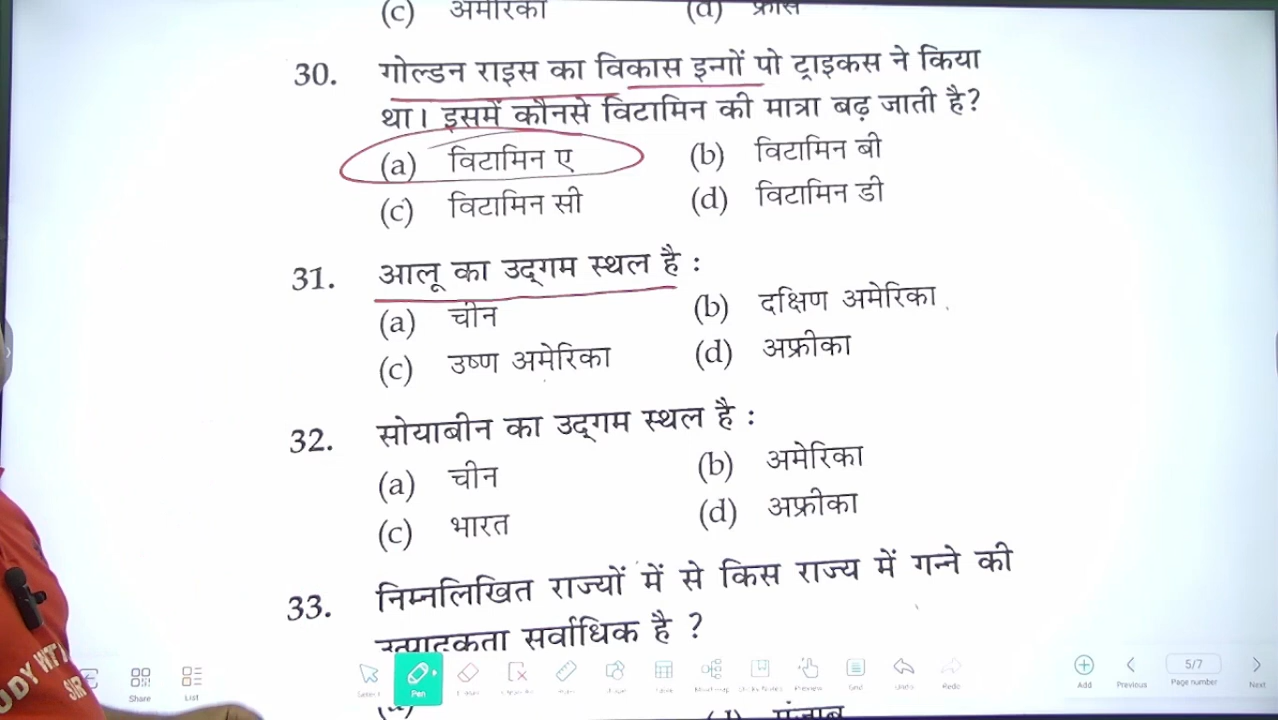 (c) अमेरिका (d) फ्रांस
30. गोल्डन राइस का विकास इन्गों पो ट्राइकस ने किया
था। इसमें कौनसे विटामिन की मात्रा बढ़ जाती है?
(a) विटामिन ए (b) विटामिन बी
(c) विटामिन सी (d) विटामिन डी
31. आलू का उद्गम स्थल है :
(a) चीन (b) दक्षिण अमेरिका
(c) उष्ण अमेरिका (d) अफ्रीका
32. सोयाबीन का उद्गम स्थल है :
(a) चीन (b) अमेरिका
(c) भारत (d) अफ्रीका
33. निम्नलिखित राज्यों में से किस राज्य में गन्ने की
उत्पादकता सर्वाधिक है ?
पंजाब
Share List Select Pen Undo Redo Add Previous 5/7 Page number Next
SIR